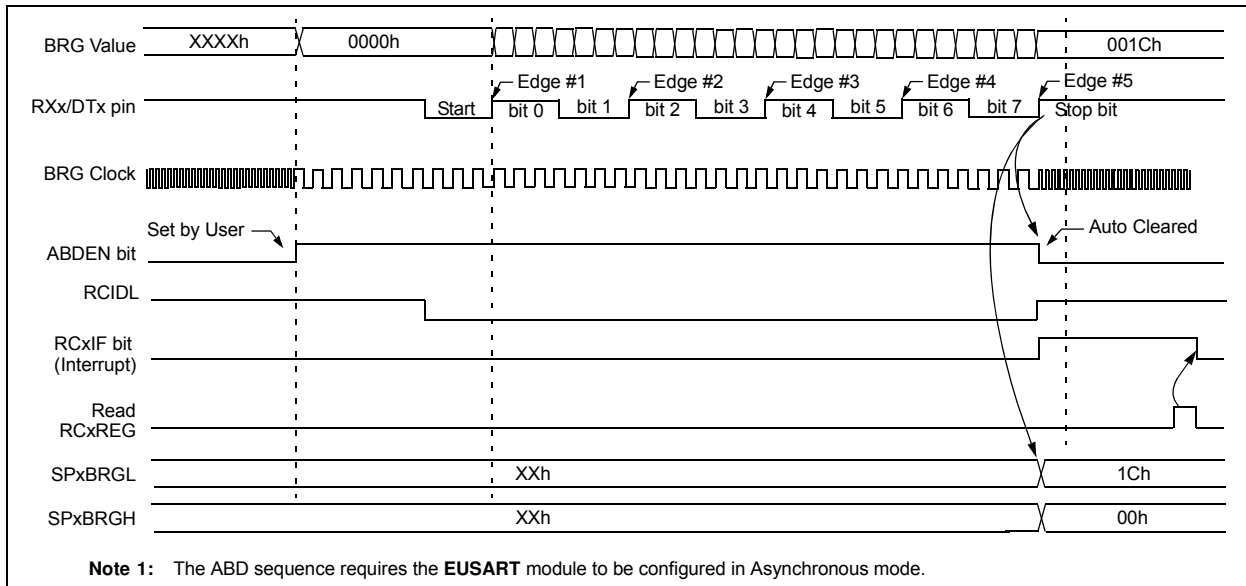 BRG Value XXXXh 0000h 001Ch
Edge #1 Edge #2 Edge #3 Edge #4 Edge #5
RXx/DTx pin Start bit 0 bit 1 bit 2 bit 3 bit 4 bit 5 bit 6 bit 7 Stop bit
BRG Clock
Set by User Auto Cleared
ABDEN bit
RCIDL
RCxIF bit
(Interrupt)
Read
RCxREG
SPxBRGL XXh 1Ch
SPxBRGH XXh 00h
Note 1: The ABD sequence requires the EUSART module to be configured in Asynchronous mode.